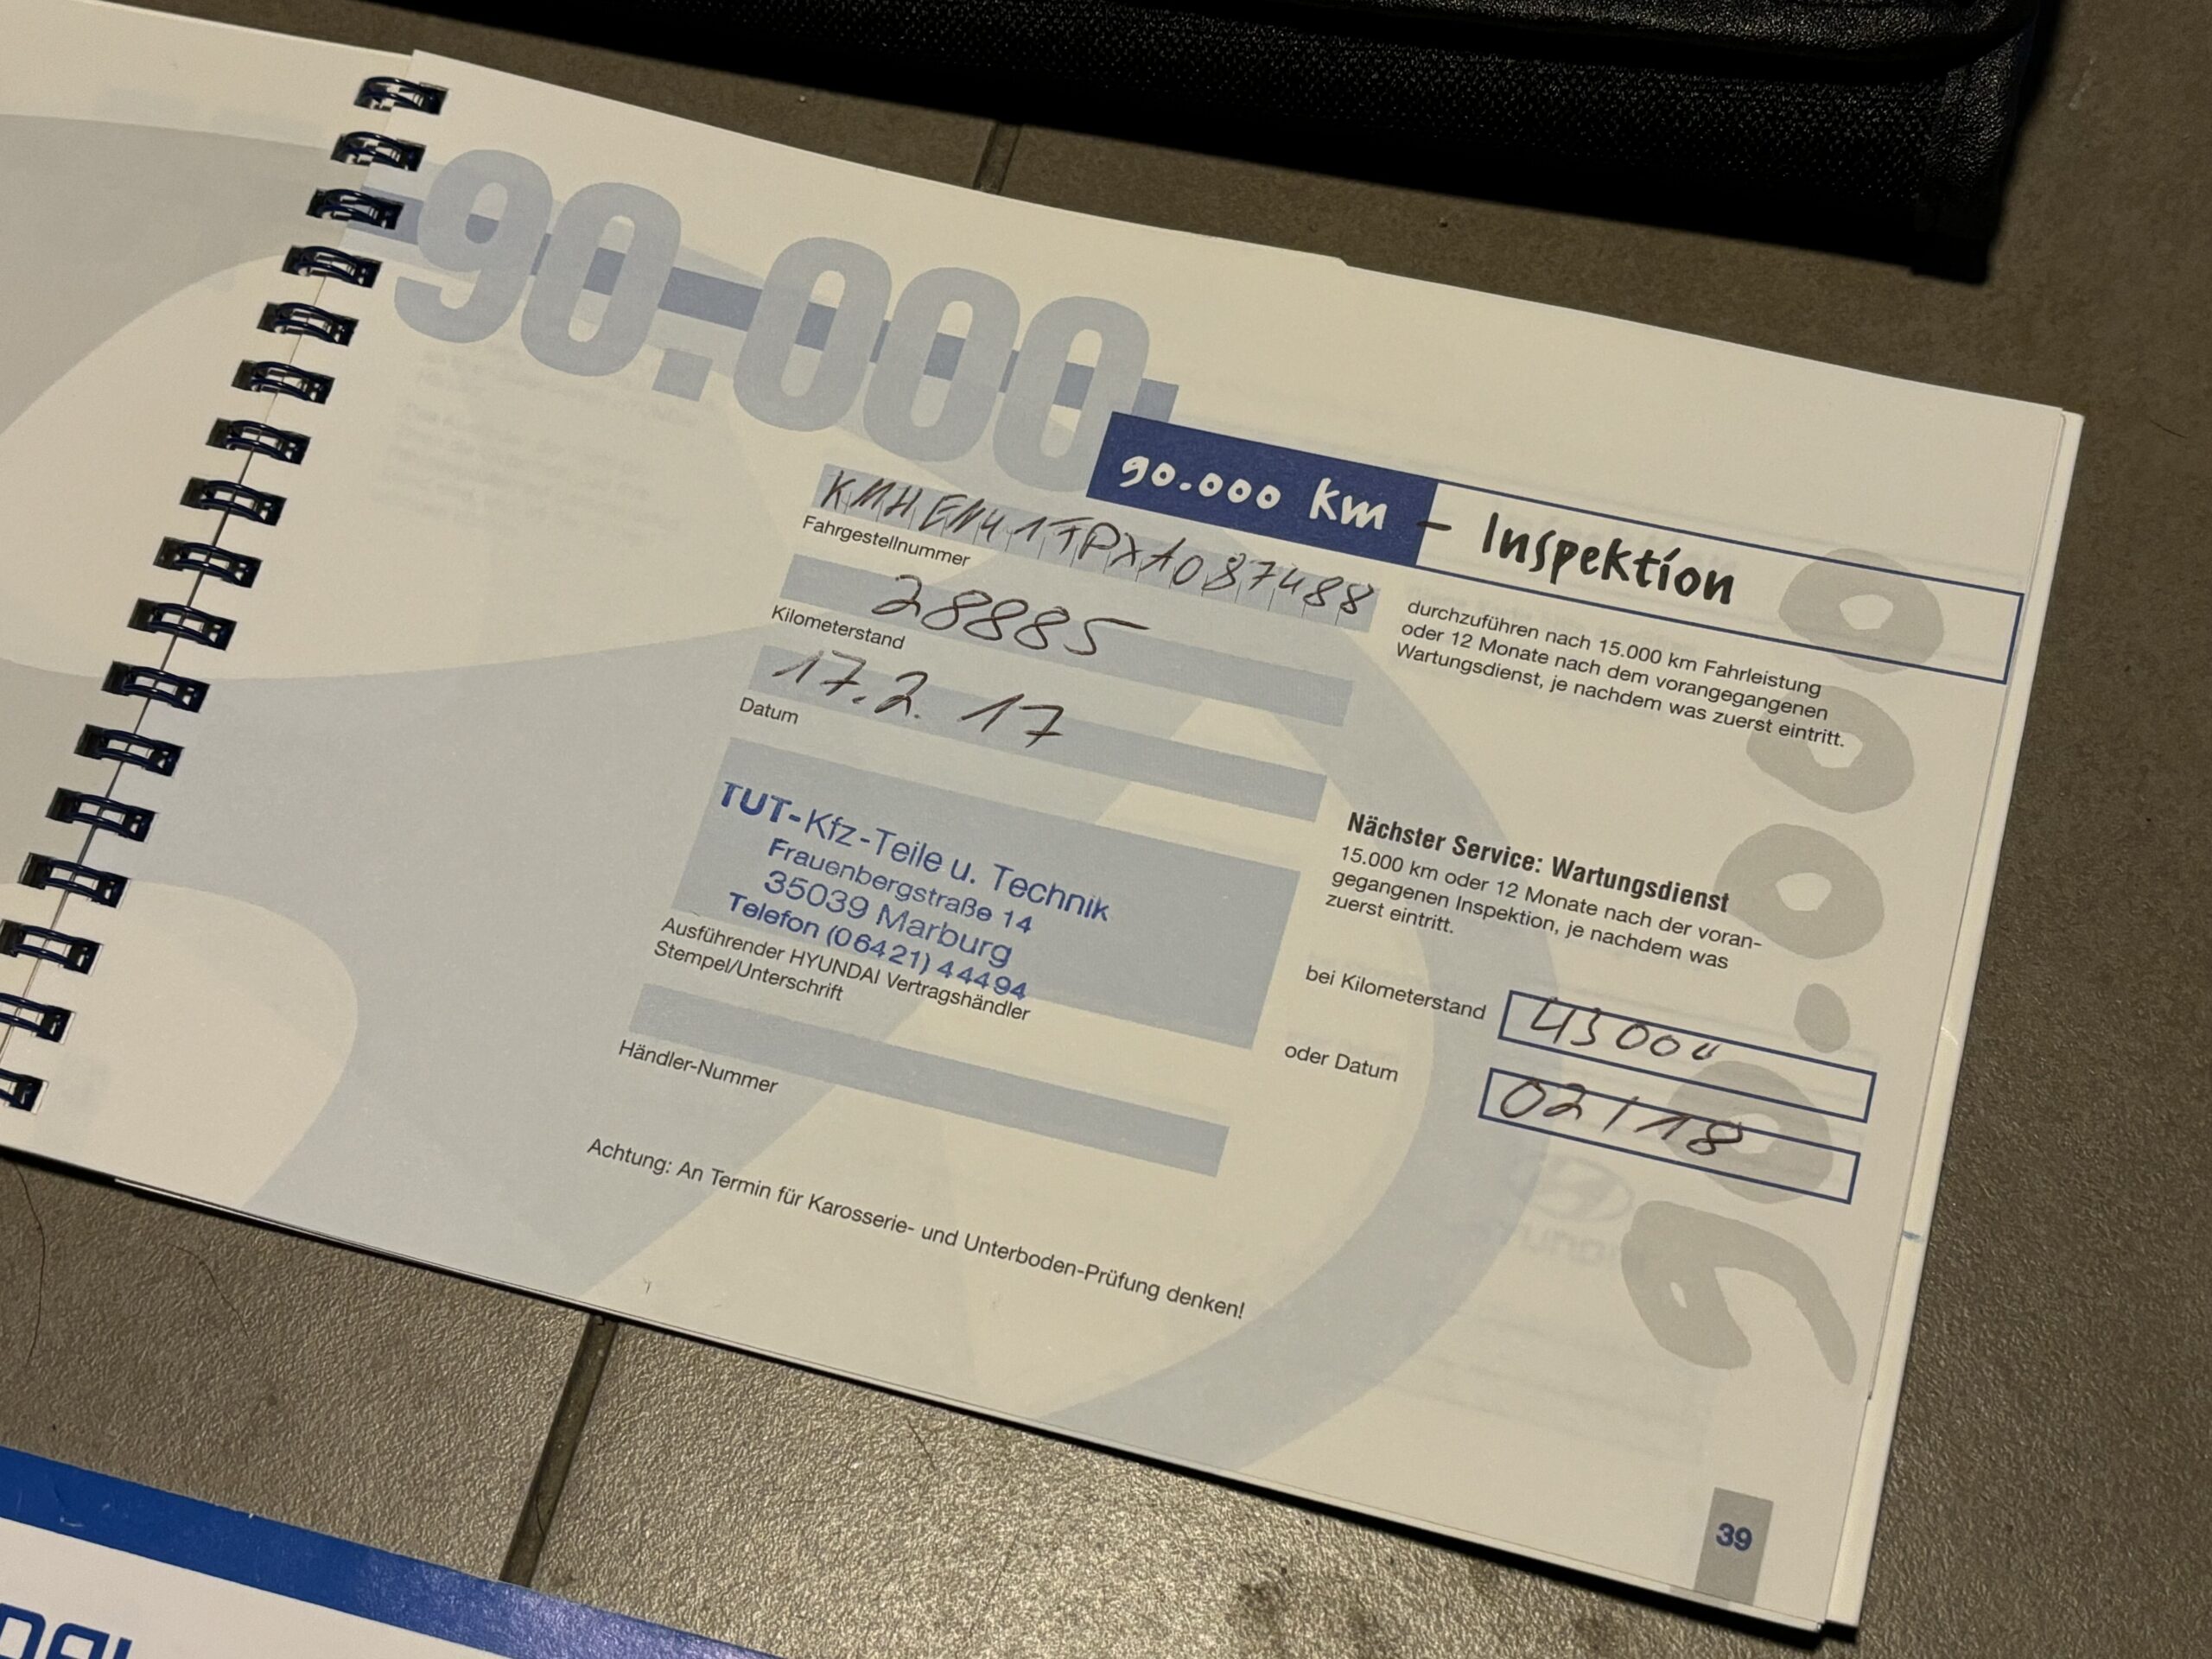 90.000
90.000 km - Inspektion
KMHEN41TPXA087488
Fahrgestellnummer
28885
Kilometerstand
17.2.17
Datum
TUT-Kfz-Teile u. Technik
Frauenbergstraße 14
35039 Marburg
Telefon (06421) 44494
Ausführender HYUNDAI Vertragshändler
Stempel/Unterschrift
Händler-Nummer
Achtung: An Termin für Karosserie- und Unterboden-Prüfung denken!
durchzuführen nach 15.000 km Fahrleistung
oder 12 Monate nach dem vorangegangenen
Wartungsdienst, je nachdem was zuerst eintritt.
Nächster Service: Wartungsdienst
15.000 km oder 12 Monate nach der voran-
gegangenen Inspektion, je nachdem was
zuerst eintritt.
bei Kilometerstand 43000
oder Datum 02/18
90.000
39